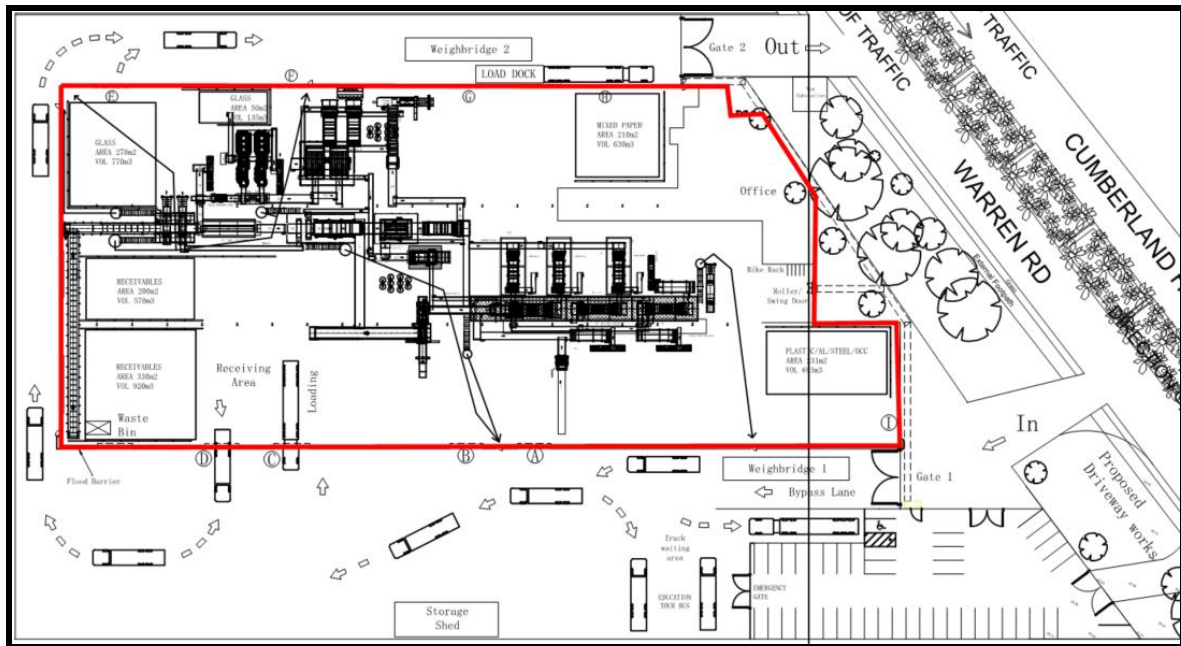 Weighbridge 2
LOAD DOCK
Gate 2
Out
OF TRAFFIC
TRAFFIC
CUMBERLAND
WARREN RD
E
F
G
H
GLASS
AREA 50m2
VOL 135m3
GLASS
AREA 270m2
VOL 770m3
MIXED PAPER
AREA 210m2
VOL 630m3
Office
External Footpath
Bike Rack
Roller/
Swing Door
RECEIVABLES
AREA 200m2
VOL 570m3
RECEIVABLES
AREA 330m2
VOL 920m3
Receiving
Area
Loading
Waste
Bin
PLASTIC/AL/STEEL/OCC
AREA 231m2
I
In
D
C
B
A
Flood Barrier
Weighbridge 1
Gate 1
Bypass Lane
Proposed
Driveway works
Truck
waiting
area
EDUCATION
TOUR BUS
EMERGENCY
GATE
Storage
Shed